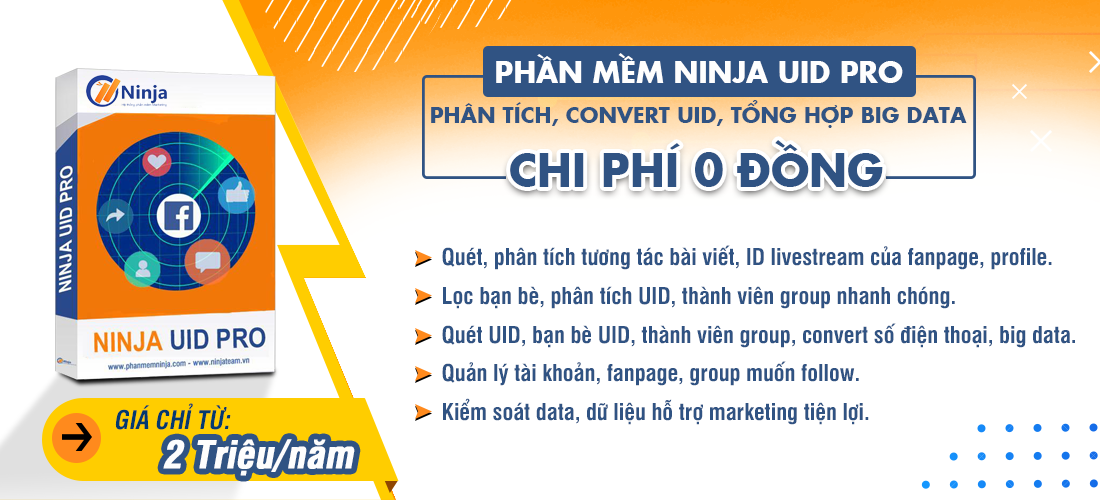 PHẦN MỀM NINJA UID PRO
PHÂN TÍCH, CONVERT UID, TỔNG HỢP BIG DATA
CHI PHÍ 0 ĐỒNG
Ninja
NINJA UID PRO
NINJA UID PRO
www.phanmemninja.com - www.ninjateam.vn
Quét, phân tích tương tác bài viết, ID livestream của fanpage, profile.
Lọc bạn bè, phân tích UID, thành viên group nhanh chóng.
Quét UID, bạn bè UID, thành viên group, convert số điện thoại, big data.
Quản lý tài khoản, fanpage, group muốn follow.
Kiểm soát data, dữ liệu hỗ trợ marketing tiện lợi.
GIÁ CHỈ TỪ:
2 Triệu/năm